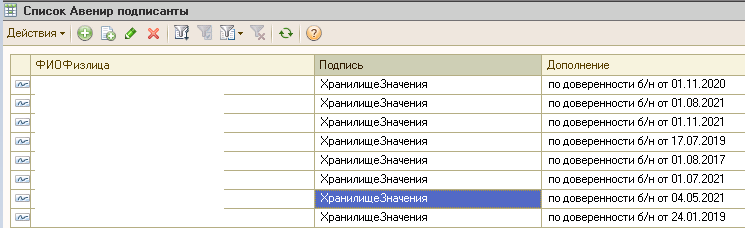 Список Авенир подписанты
Действия
ФИОФизлица Подпись Дополнение
ХранилищеЗначения по доверенности б/н от 01.11.2020
ХранилищеЗначения по доверенности б/н от 01.08.2021
ХранилищеЗначения по доверенности б/н от 01.11.2021
ХранилищеЗначения по доверенности б/н от 17.07.2019
ХранилищеЗначения по доверенности б/н от 01.08.2017
ХранилищеЗначения по доверенности б/н от 01.07.2021
ХранилищеЗначения по доверенности б/н от 04.05.2021
ХранилищеЗначения по доверенности б/н от 24.01.2019